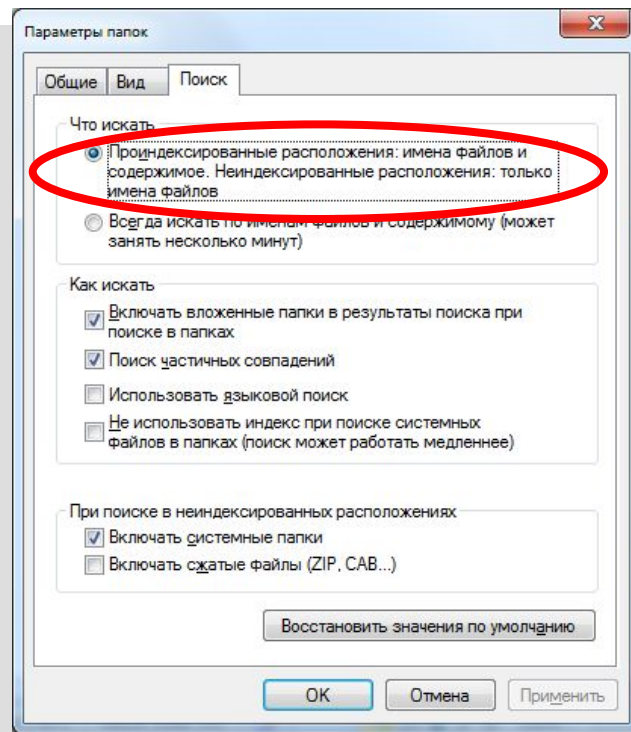 Параметры папок
Общие Вид Поиск
Что искать
Проиндексированные расположения: имена файлов и
содержимое. Неиндексированные расположения: только
имена файлов
Всегда искать по именам файлов и содержимому (может
занять несколько минут)
Как искать
Включать вложенные папки в результаты поиска при
поиске в папках
Поиск частичных совпадений
Использовать языковой поиск
Не использовать индекс при поиске системных
файлов в папках (поиск может работать медленнее)
При поиске в неиндексированных расположениях
Включать системные папки
Включать сжатые файлы (ZIP, CAB...)
Восстановить значения по умолчанию
ОК Отмена Применить